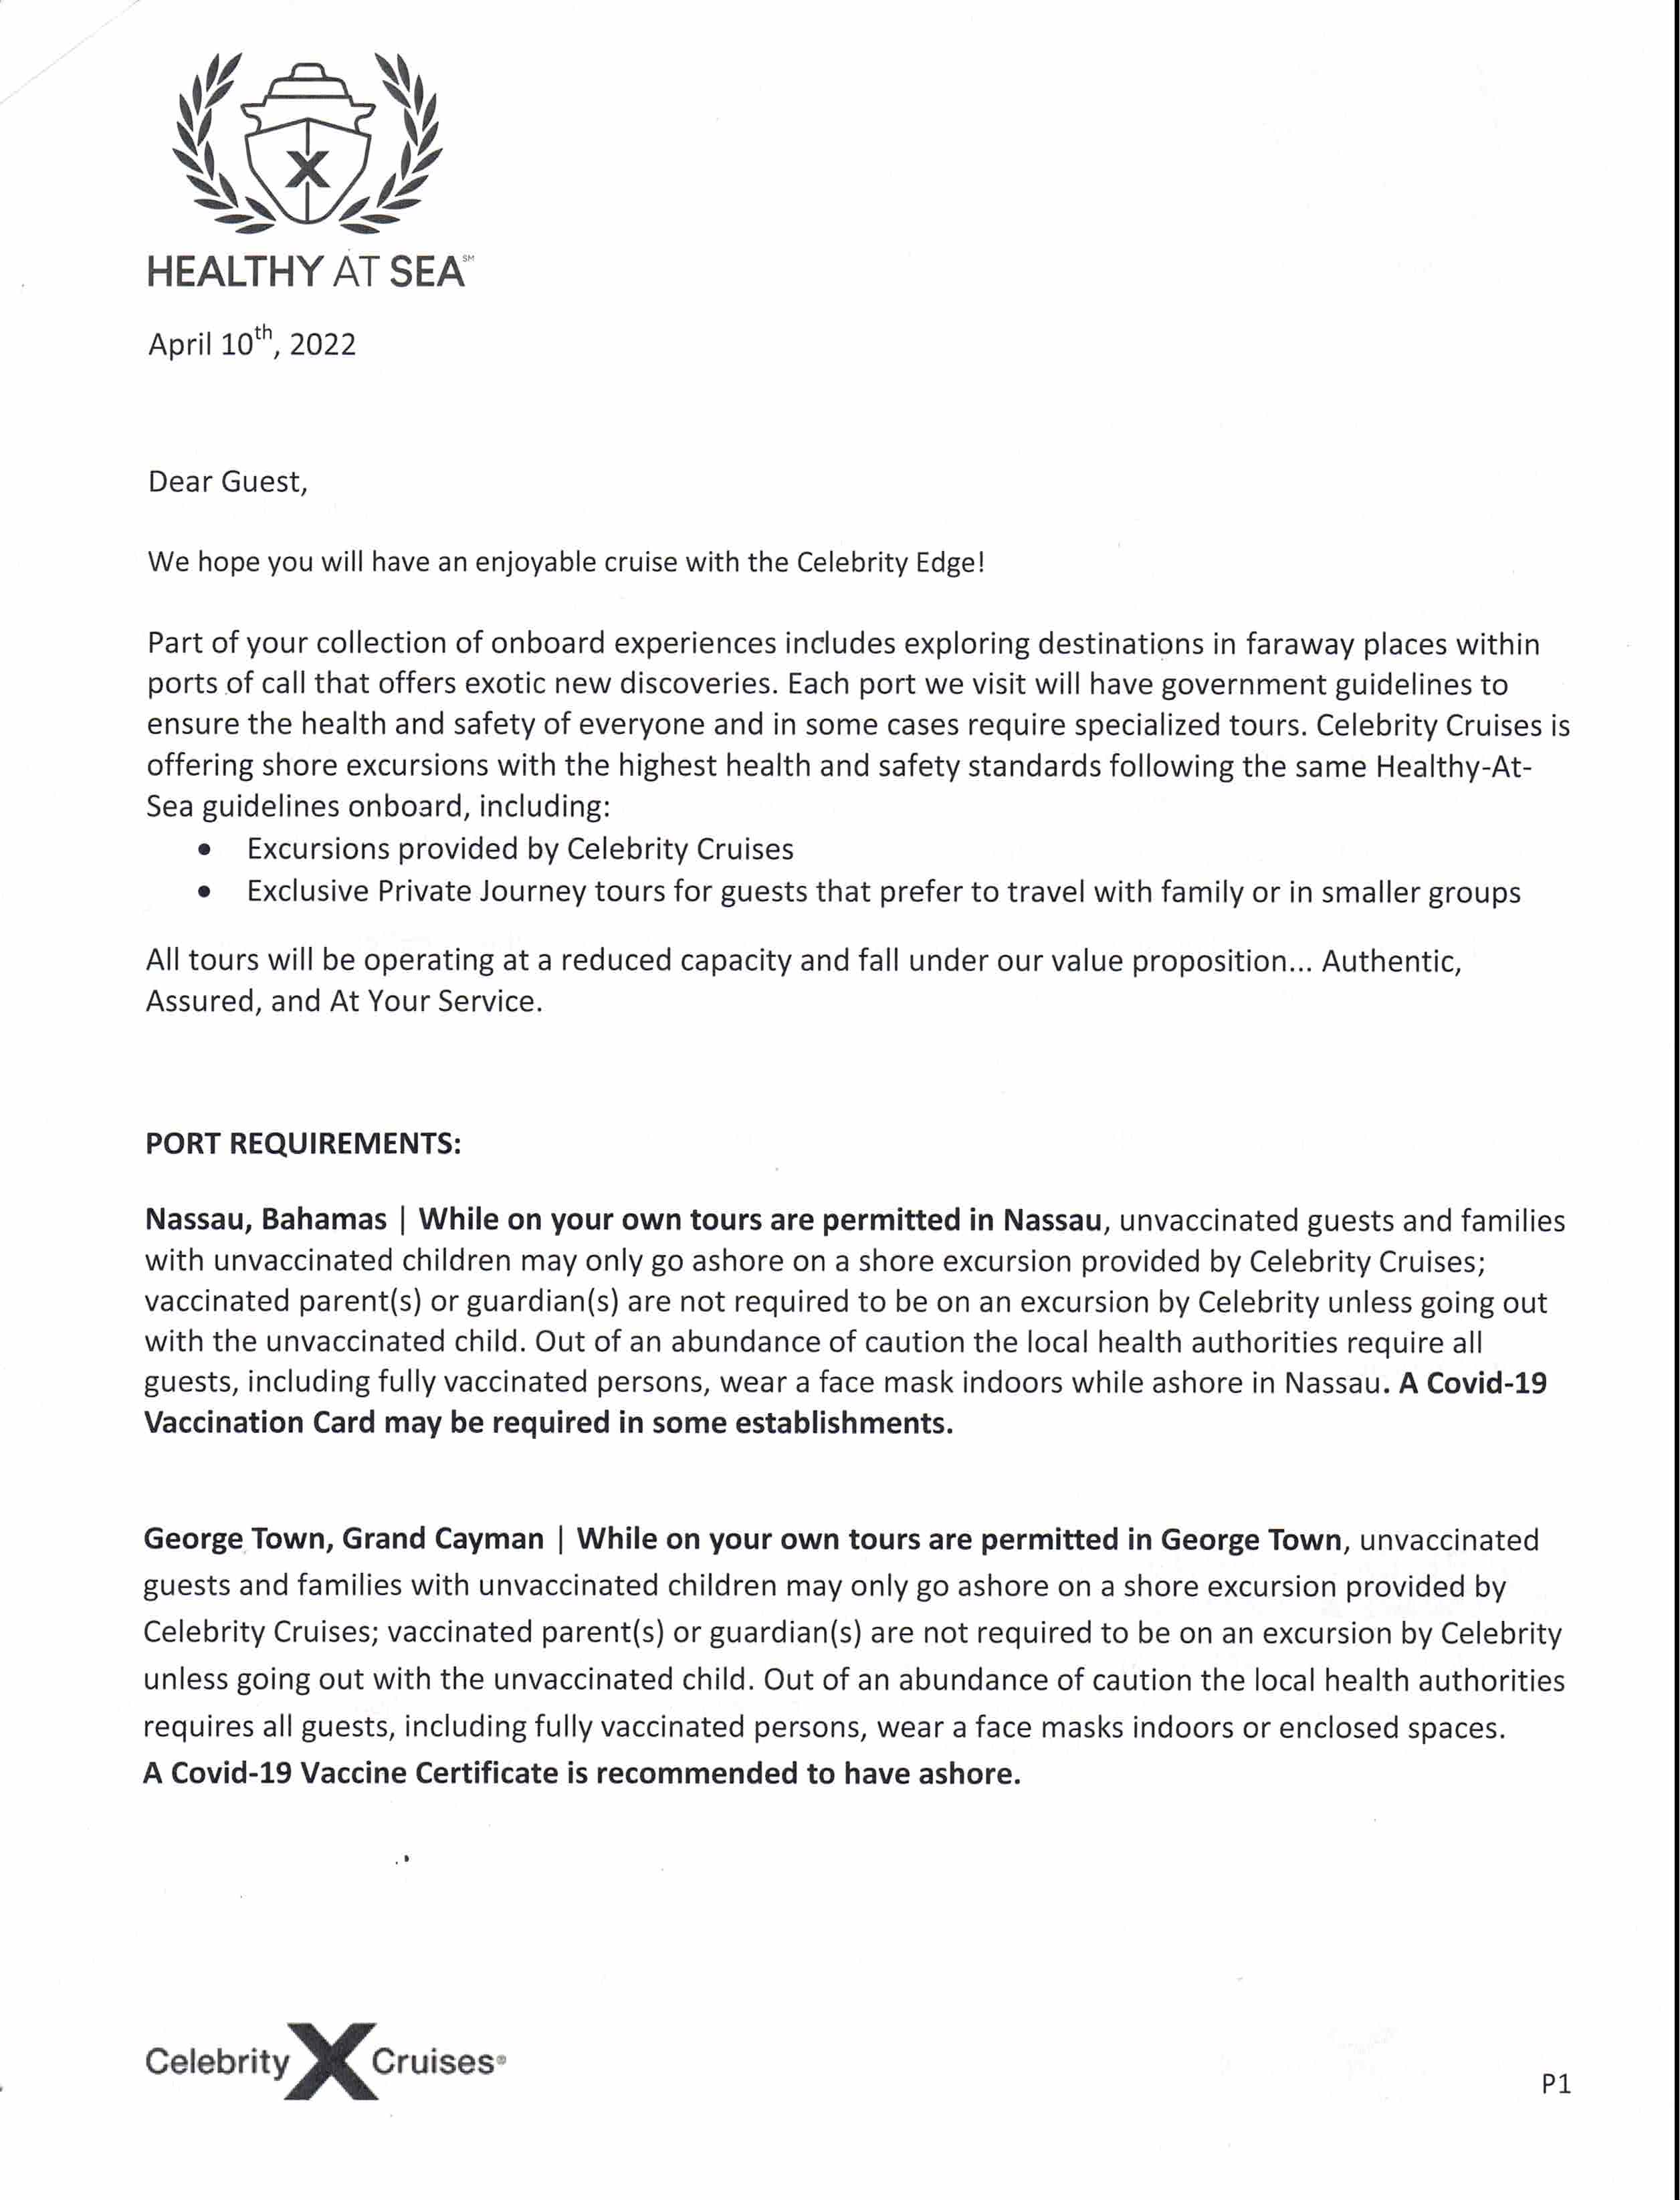 X
HEALTHY AT SEA℠
April 10th, 2022
Dear Guest,
We hope you will have an enjoyable cruise with the Celebrity Edge!
Part of your collection of onboard experiences includes exploring destinations in faraway places within
ports of call that offers exotic new discoveries. Each port we visit will have government guidelines to
ensure the health and safety of everyone and in some cases require specialized tours. Celebrity Cruises is
offering shore excursions with the highest health and safety standards following the same Healthy-At-
Sea guidelines onboard, including:
• Excursions provided by Celebrity Cruises
• Exclusive Private Journey tours for guests that prefer to travel with family or in smaller groups
All tours will be operating at a reduced capacity and fall under our value proposition... Authentic,
Assured, and At Your Service.
PORT REQUIREMENTS:
Nassau, Bahamas | While on your own tours are permitted in Nassau, unvaccinated guests and families
with unvaccinated children may only go ashore on a shore excursion provided by Celebrity Cruises;
vaccinated parent(s) or guardian(s) are not required to be on an excursion by Celebrity unless going out
with the unvaccinated child. Out of an abundance of caution the local health authorities require all
guests, including fully vaccinated persons, wear a face mask indoors while ashore in Nassau. A Covid-19
Vaccination Card may be required in some establishments.
George Town, Grand Cayman | While on your own tours are permitted in George Town, unvaccinated
guests and families with unvaccinated children may only go ashore on a shore excursion provided by
Celebrity Cruises; vaccinated parent(s) or guardian(s) are not required to be on an excursion by Celebrity
unless going out with the unvaccinated child. Out of an abundance of caution the local health authorities
requires all guests, including fully vaccinated persons, wear a face masks indoors or enclosed spaces.
A Covid-19 Vaccine Certificate is recommended to have ashore.
Celebrity X Cruises®
P1